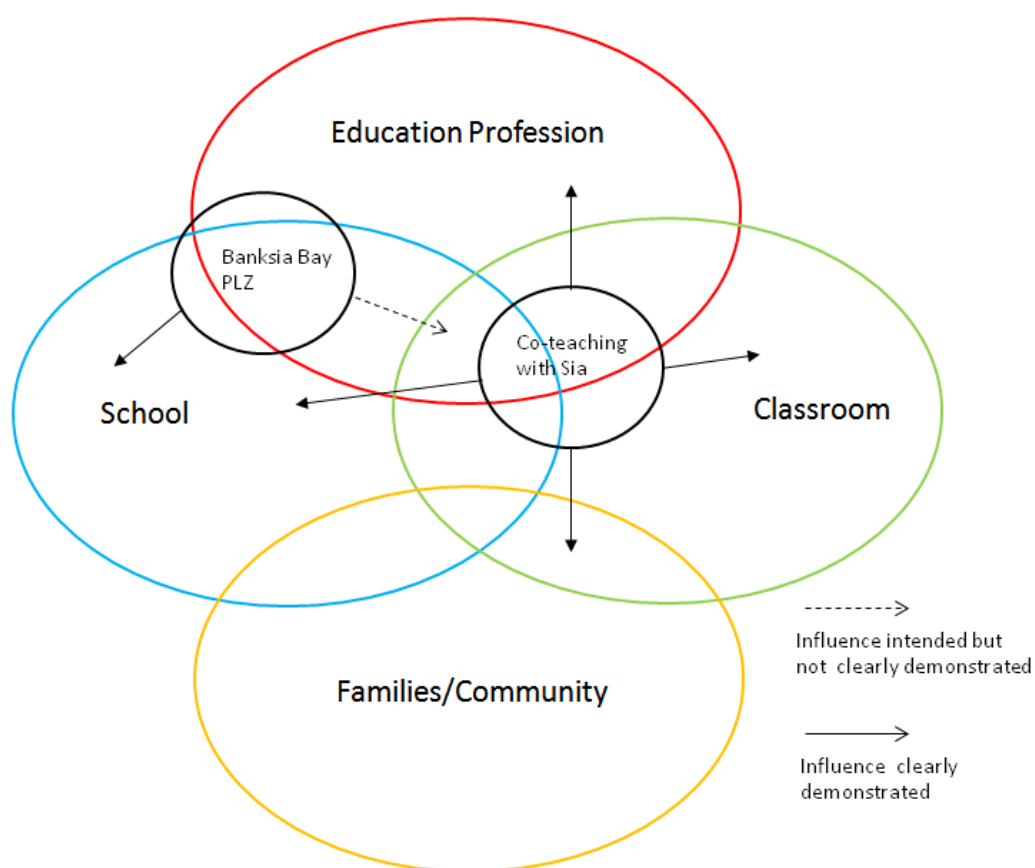 Education Profession
Banksia Bay
PLZ
Co-teaching
with Sia
School
Classroom
Families/Community
Influence intended but
not clearly demonstrated
Influence clearly
demonstrated